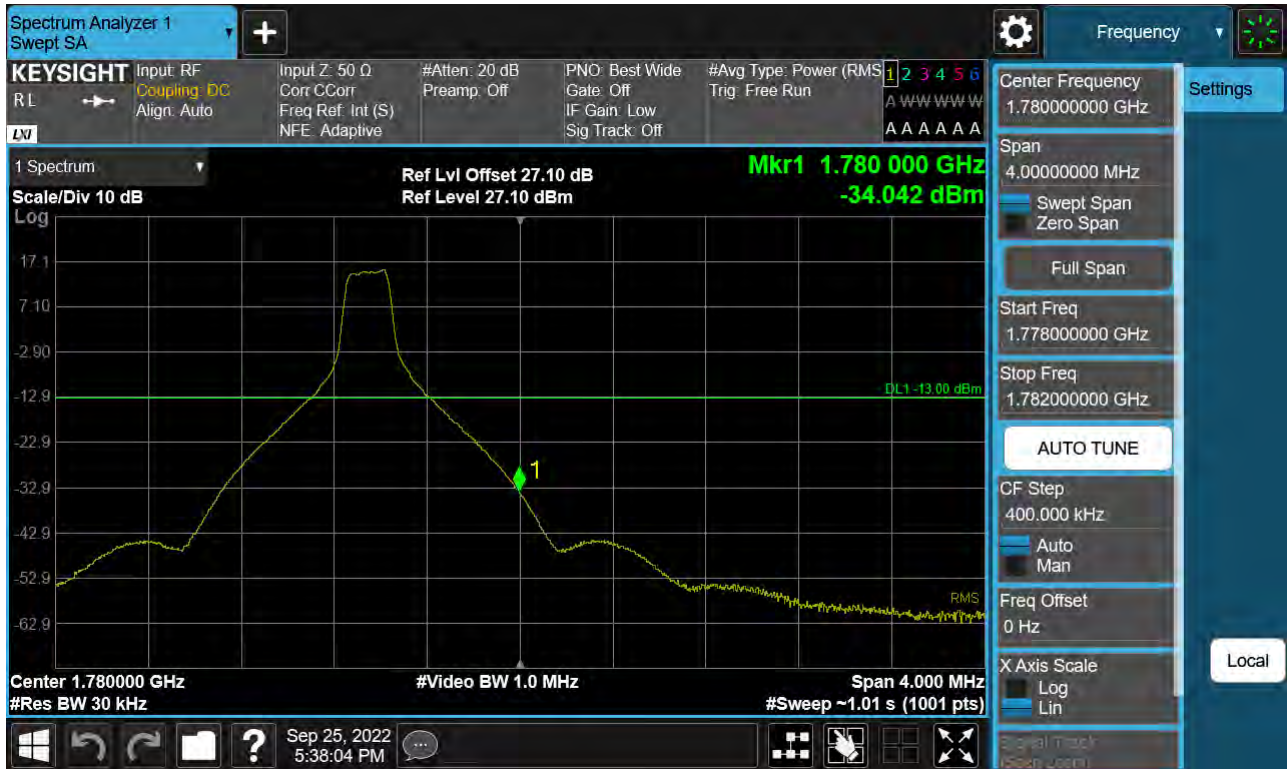 Spectrum Analyzer 1
Swept SA
Frequency
KEYSIGHT
RL
LXI
Input: RF
Coupling: DC
Align: Auto
Input Z: 50 Ω
Corr CCorr
Freq Ref: Int (S)
NFE: Adaptive
#Atten: 20 dB
Preamp: Off
PNO: Best Wide
Gate: Off
IF Gain: Low
Sig Track: Off
#Avg Type: Power (RMS
Trig: Free Run
1 2 3 4 5 6
A W W W W W
A A A A A A
1 Spectrum
Scale/Div 10 dB
Log
Ref Lvl Offset 27.10 dB
Ref Level 27.10 dBm
Mkr1 1.780 000 GHz
-34.042 dBm
17.1
7.10
-2.90
-12.9
-22.9
-32.9
-42.9
-52.9
-62.9
DL1 -13.00 dBm
1
RMS
Center 1.780000 GHz
#Res BW 30 kHz
#Video BW 1.0 MHz
Span 4.000 MHz
#Sweep ~1.01 s (1001 pts)
Center Frequency
1.780000000 GHz
Settings
Span
4.00000000 MHz
Swept Span
Zero Span
Full Span
Start Freq
1.778000000 GHz
Stop Freq
1.782000000 GHz
AUTO TUNE
CF Step
400.000 kHz
Auto
Man
Freq Offset
0 Hz
X Axis Scale
Log
Lin
Signal Track
(Span Zoom)
Local
?
Sep 25, 2022
5:38:04 PM